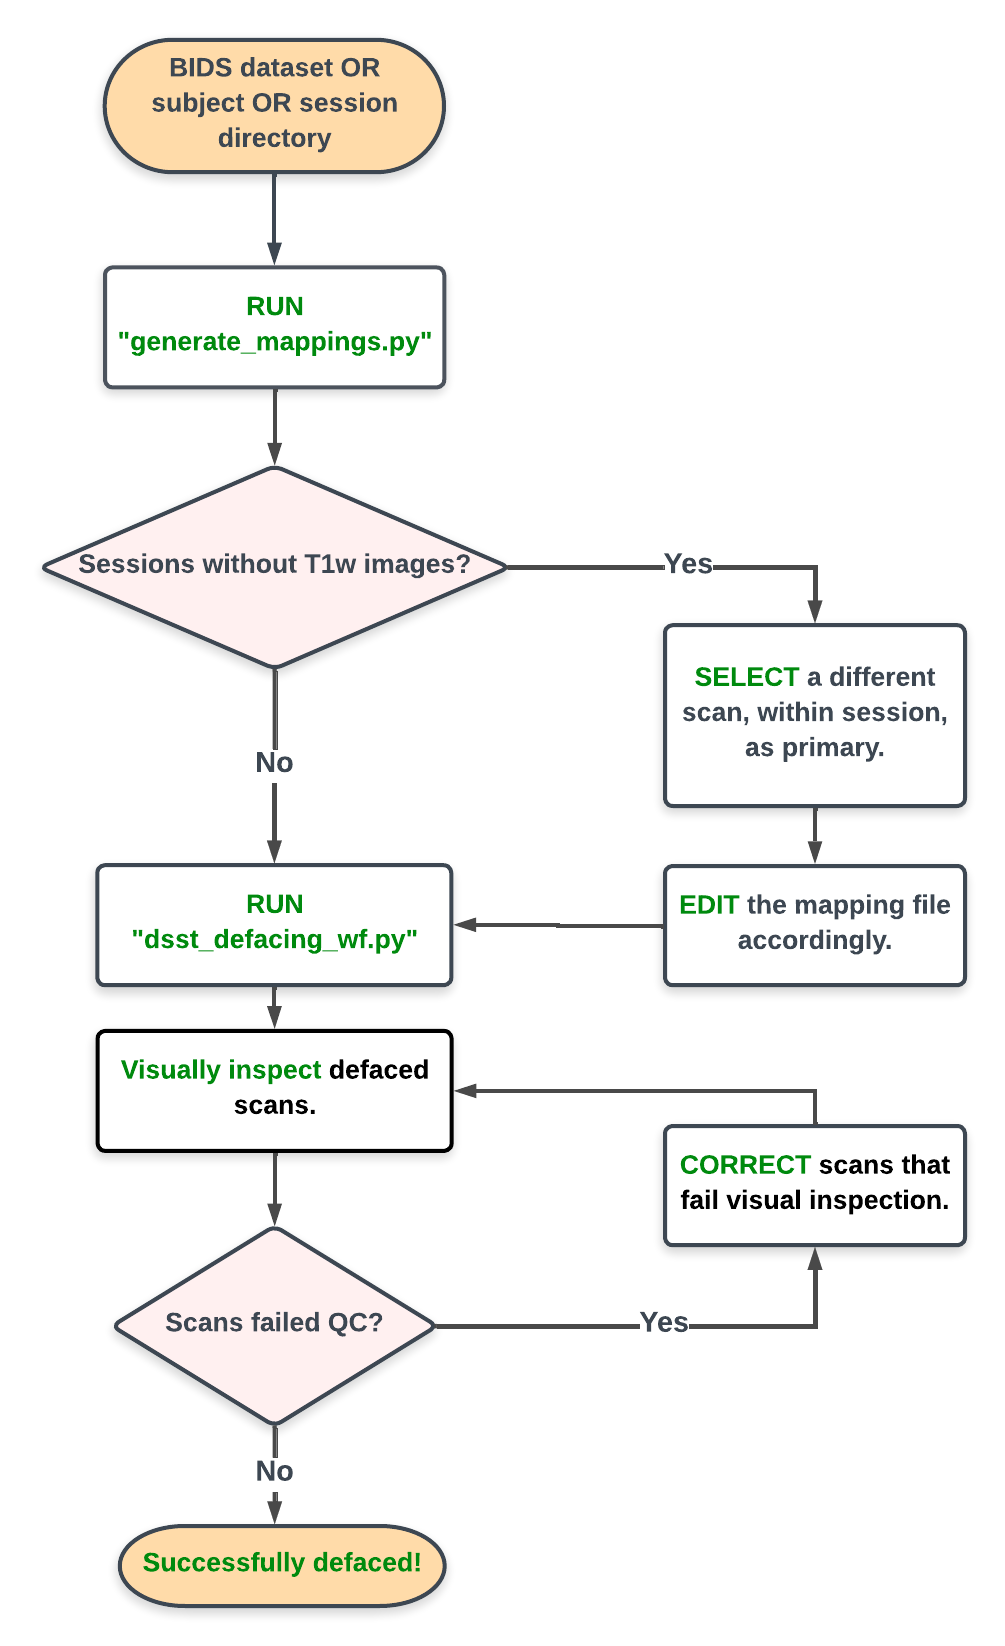 BIDS dataset OR
subject OR session
directory
RUN
"generate_mappings.py"
Sessions without T1w images?
Yes
SELECT a different
scan, within session,
as primary.
No
RUN
"dsst_defacing_wf.py"
EDIT the mapping file
accordingly.
Visually inspect defaced
scans.
CORRECT scans that
fail visual inspection.
Scans failed QC?
Yes
No
Successfully defaced!